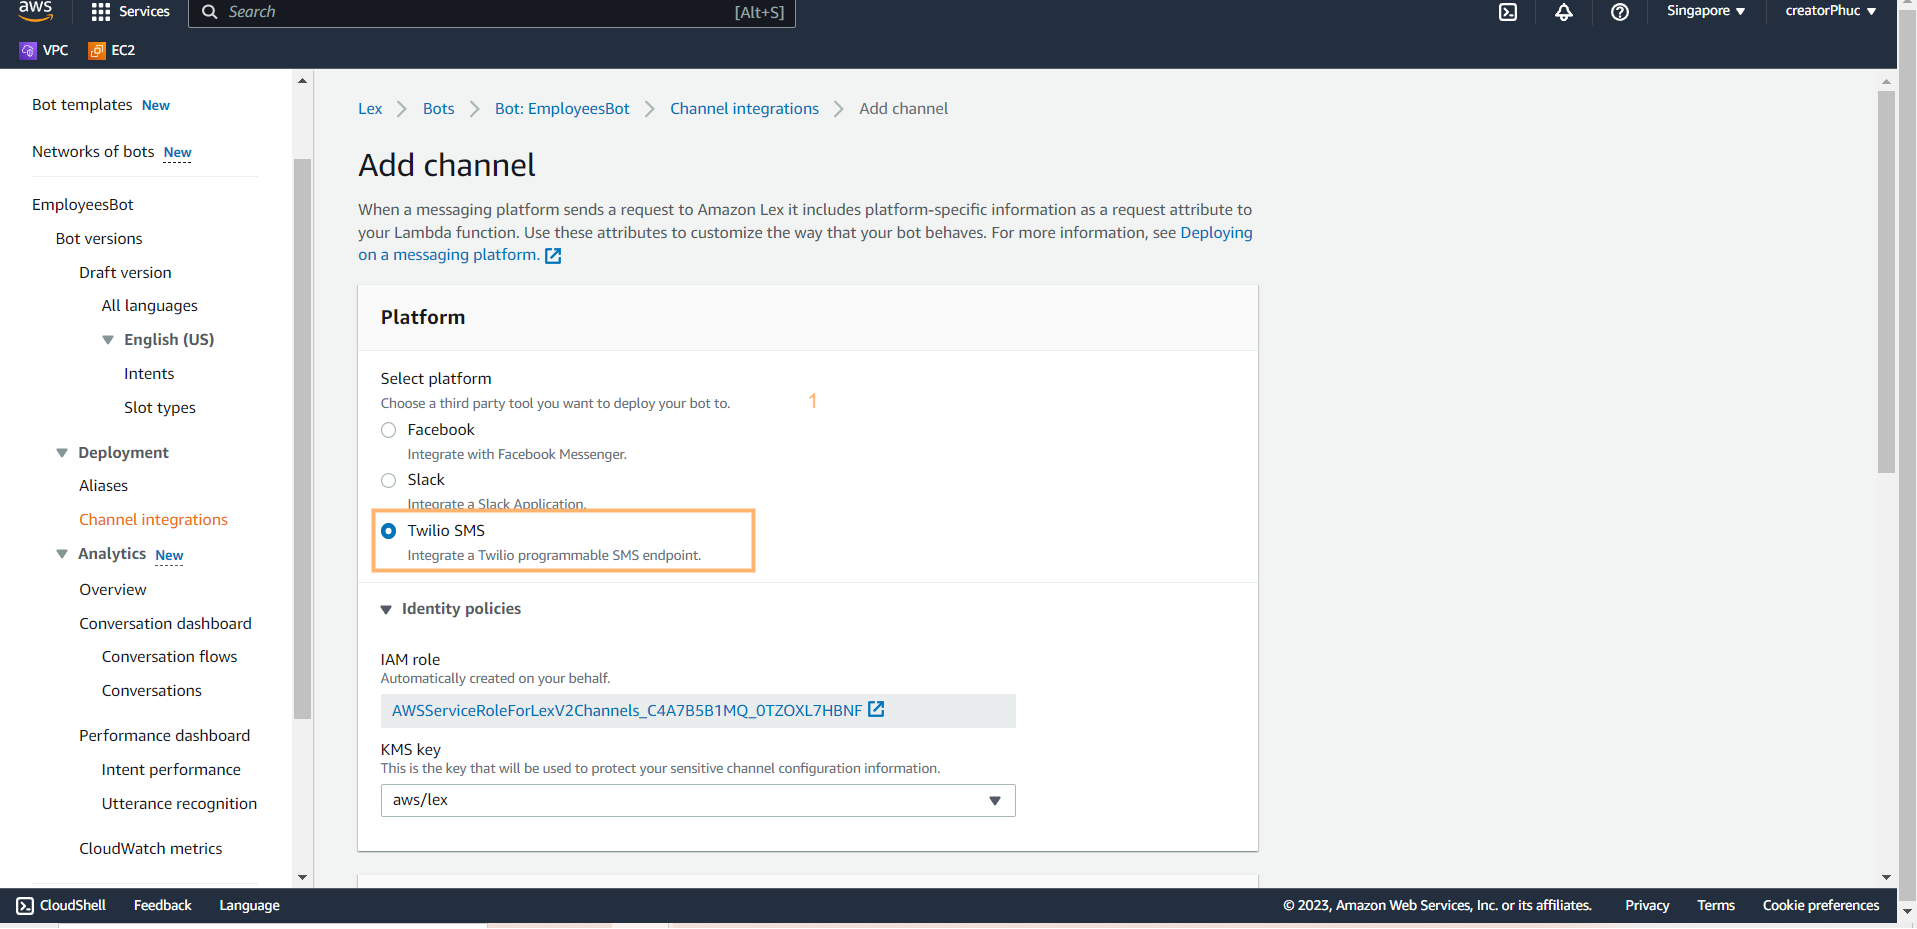 aws
Services
Search
[Alt+S]
Singapore
creatorPhuc
VPC
EC2
Bot templates New
Networks of bots New
EmployeesBot
Bot versions
Draft version
All languages
English (US)
Intents
Slot types
Deployment
Aliases
Channel integrations
Analytics New
Overview
Conversation dashboard
Conversation flows
Conversations
Performance dashboard
Intent performance
Utterance recognition
CloudWatch metrics
Lex > Bots > Bot: EmployeesBot > Channel integrations > Add channel
Add channel
When a messaging platform sends a request to Amazon Lex it includes platform-specific information as a request attribute to
your Lambda function. Use these attributes to customize the way that your bot behaves. For more information, see Deploying
on a messaging platform.
Platform
Select platform
Choose a third party tool you want to deploy your bot to.
1
Facebook
Integrate with Facebook Messenger.
Slack
Integrate a Slack Application.
Twilio SMS
Integrate a Twilio programmable SMS endpoint.
Identity policies
IAM role
Automatically created on your behalf.
AWSServiceRoleForLexV2Channels_C4A7B5B1MQ_0TZOXL7HBNF
KMS key
This is the key that will be used to protect your sensitive channel configuration information.
aws/lex
CloudShell
Feedback
Language
© 2023, Amazon Web Services, Inc. or its affiliates.
Privacy
Terms
Cookie preferences